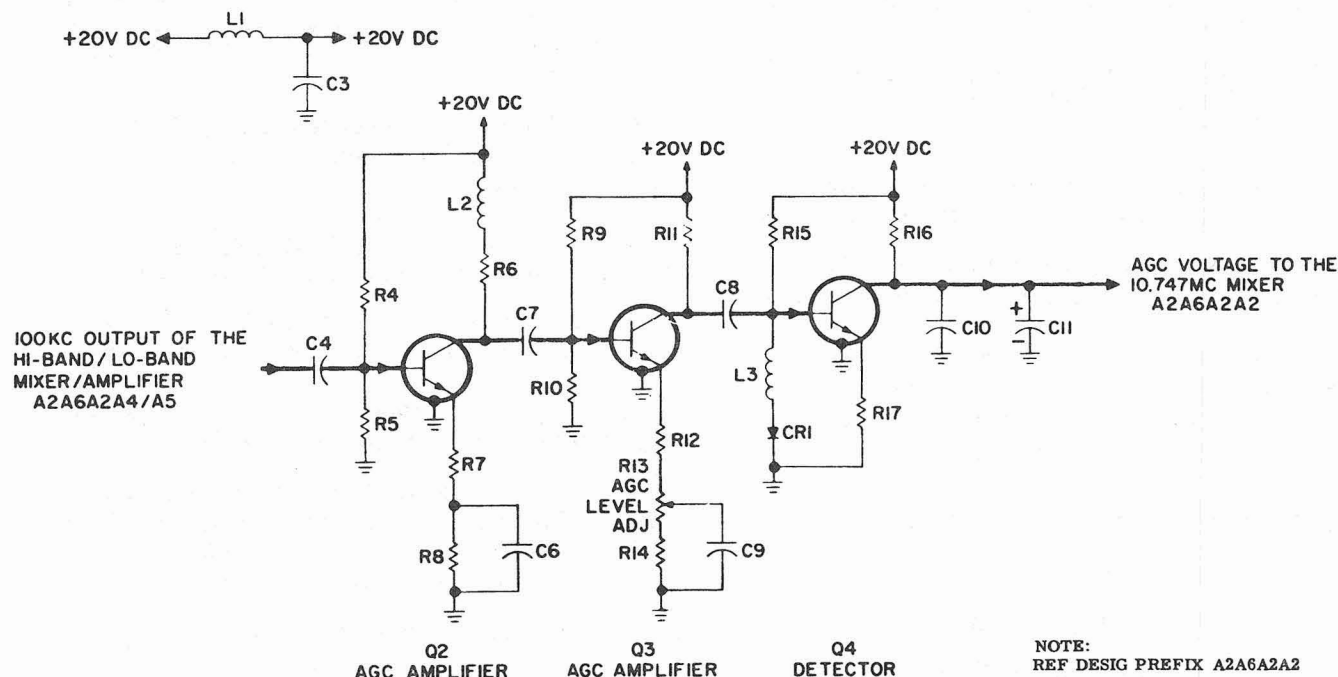 L1
+20V DC
+20V DC
C3
+20V DC
+20V DC
+20V DC
L2
R9
R11
R15
R16
R6
R4
C7
C8
AGC VOLTAGE TO THE
10.747MC MIXER
A2A6A2A2
100KC OUTPUT OF THE
HI-BAND/LO-BAND
MIXER/AMPLIFIER
A2A6A2A4/A5
C4
+
-
C10
C11
R10
L3
R5
R17
R12
CR1
R7
R13
AGC
LEVEL
ADJ
R8
C6
R14
C9
Q2
AGC AMPLIFIER
Q3
AGC AMPLIFIER
Q4
DETECTOR
NOTE:
REF DESIG PREFIX A2A6A2A2